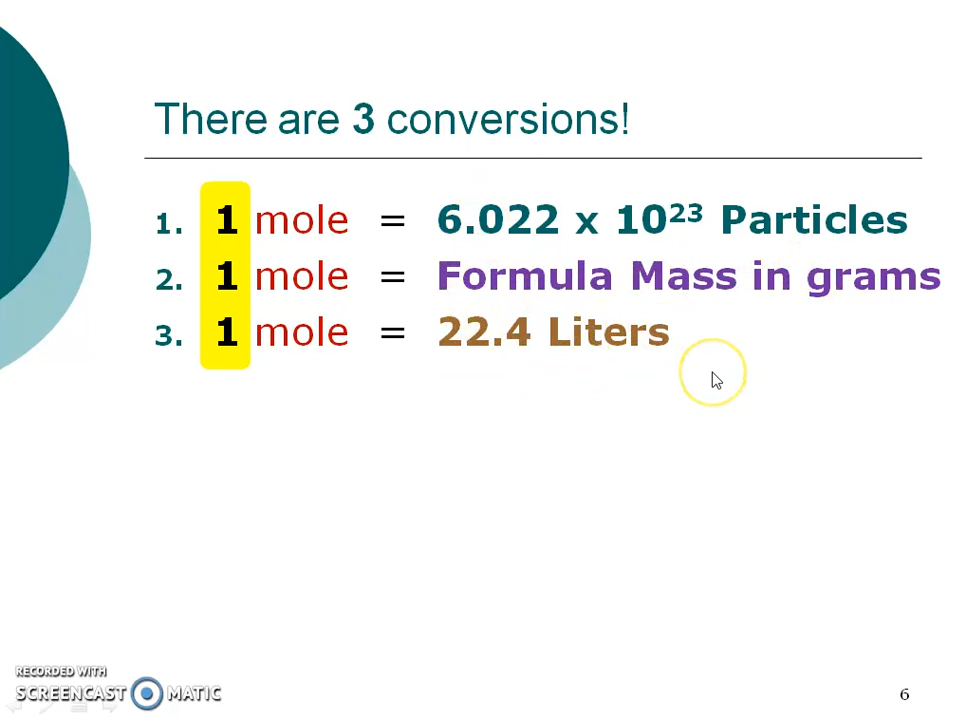 There are 3 conversions!
1. 1 mole = 6.022 x 10²³ Particles
2. 1 mole = Formula Mass in grams
3. 1 mole = 22.4 Liters
RECORDED WITH
SCREENCAST MATIC
6